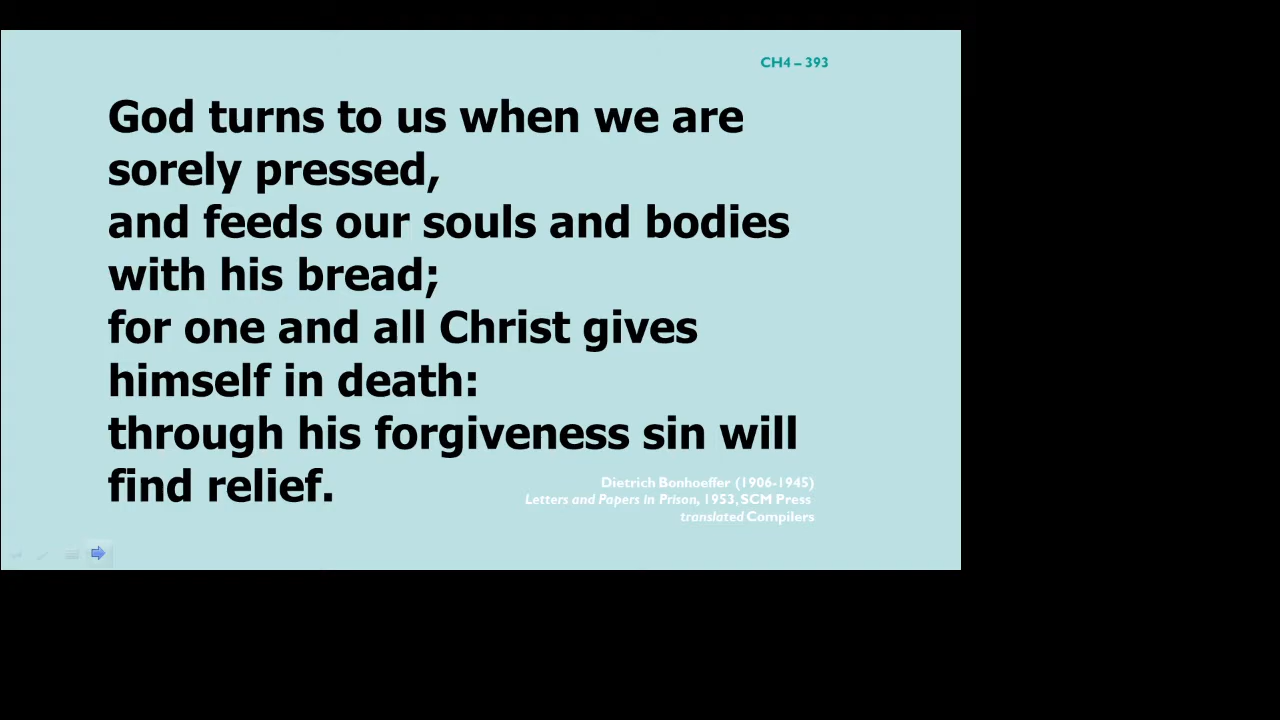 CH4 – 393
God turns to us when we are
sorely pressed,
and feeds our souls and bodies
with his bread;
for one and all Christ gives
himself in death:
through his forgiveness sin will
find relief.
Dietrich Bonhoeffer (1906-1945)
Letters and Papers in Prison, 1953, SCM Press
translated Compilers